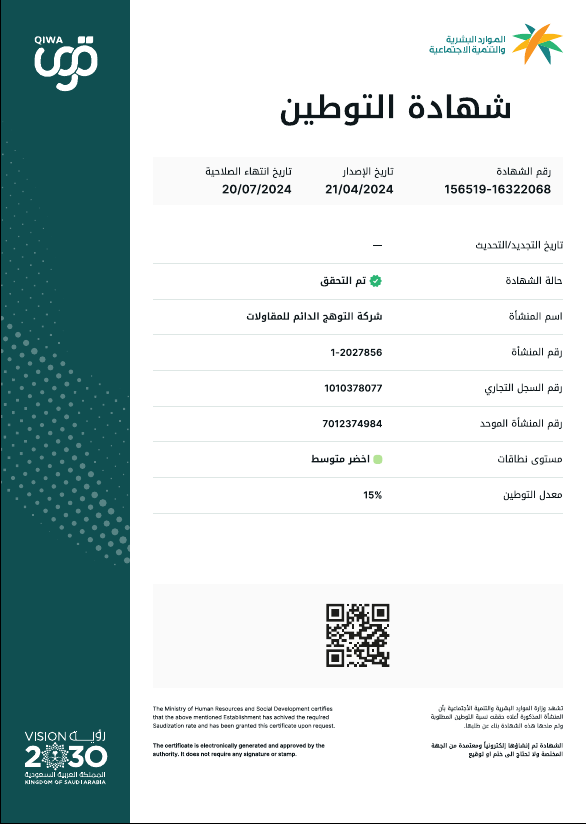 QIWA
قوى
الموارد البشرية
والتنمية الاجتماعية
شهادة التوطين
رقم الشهادة
156519-16322068
تاريخ الإصدار
21/04/2024
تاريخ انتهاء الصلاحية
20/07/2024
تاريخ التجديد/التحديث —
حالة الشهادة تم التحقق
اسم المنشأة شركة التوهج الدائم للمقاولات
رقم المنشأة 1-2027856
رقم السجل التجاري 1010378077
رقم المنشأة الموحد 7012374984
مستوى نطاقات اخضر متوسط
معدل التوطين 15%
تشهد وزارة الموارد البشرية والتنمية الأجتماعية بأن
المنشأة المذكورة أعلاه حققت نسبة التوطين المطلوبة
وتم منحها هذه الشهادة بناء عن طلبها.
الشهادة تم إنشاؤها إلكترونياً ومعتمدة من الجهة
المختصة ولا تحتاج الى ختم او توقيع
The Ministry of Human Resources and Social Development certifies
that the above mentioned Establishment has achived the required
Saudization rate and has been granted this certificate upon request.
The certificate is electronically generated and approved by the
authority. It does not require any signature or stamp.
VISION رؤيــة
2030
المملكة العربية السعودية
KINGDOM OF SAUDI ARABIA